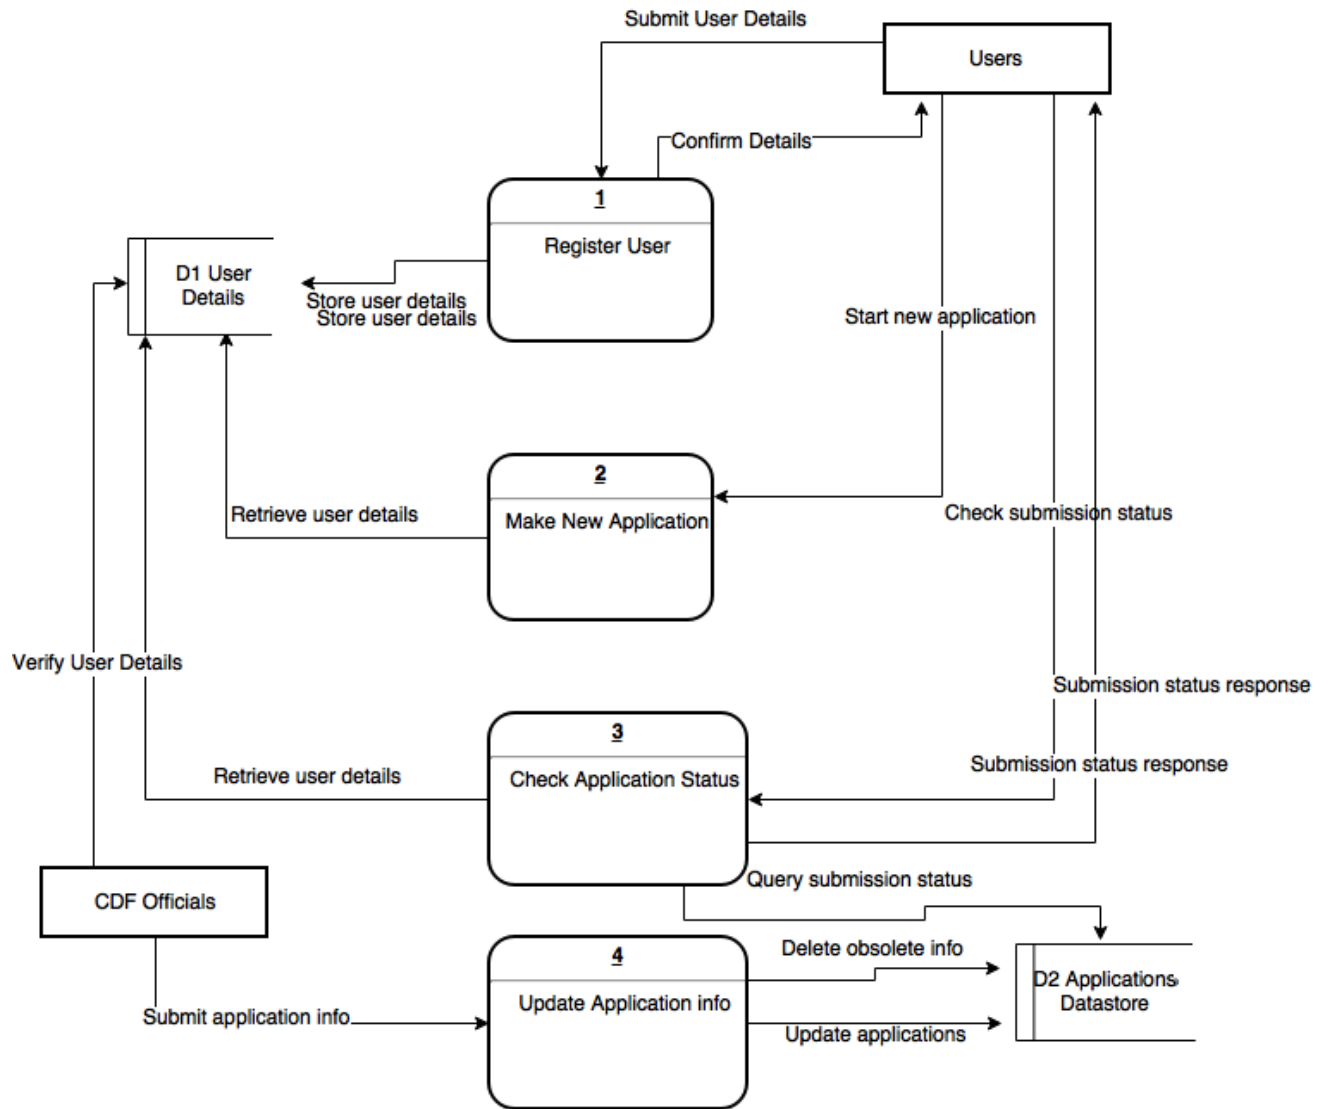 Submit User Details
Users
Confirm Details
1
Register User
D1 User
Details
Store user details
Store user details
Start new application
2
Make New Application
Retrieve user details
Check submission status
Verify User Details
Submission status response
3
Check Application Status
Retrieve user details
Submission status response
Query submission status
CDF Officials
4
Update Application info
Delete obsolete info
D2 Applications
Datastore
Submit application info
Update applications